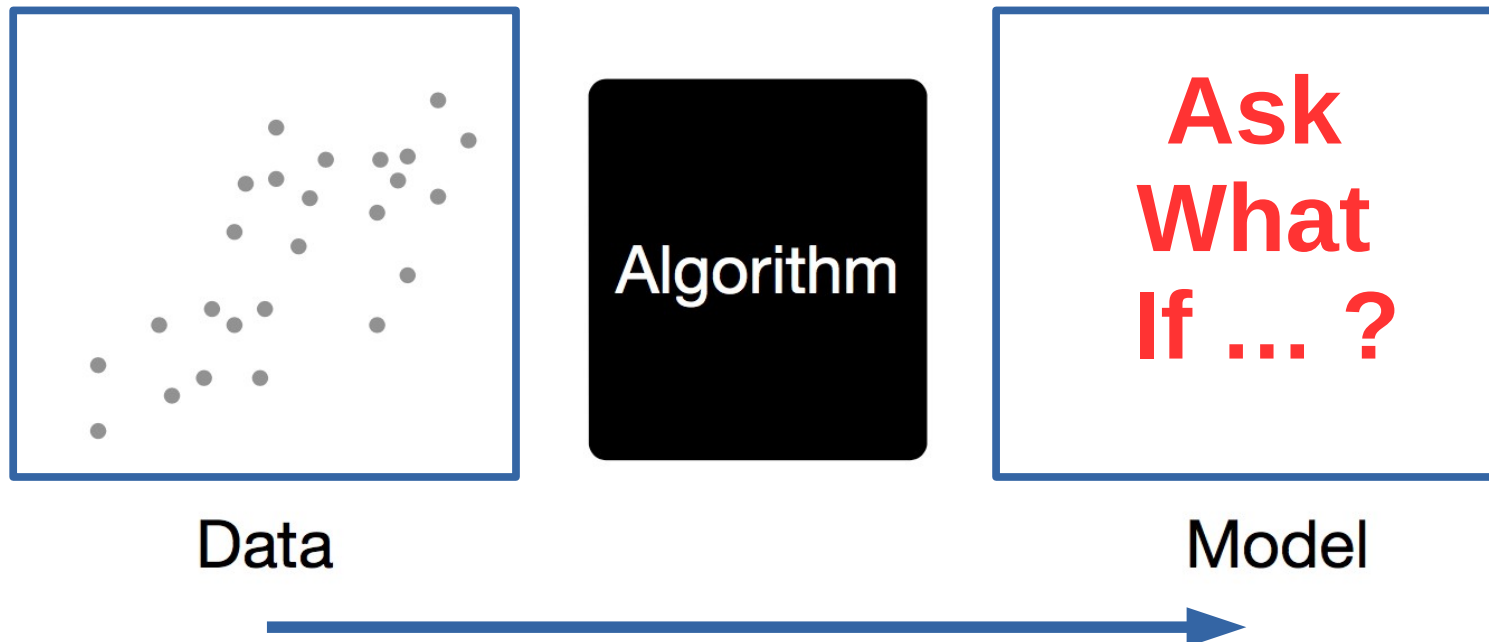 Algorithm
Ask
What
If ... ?
Data
Model